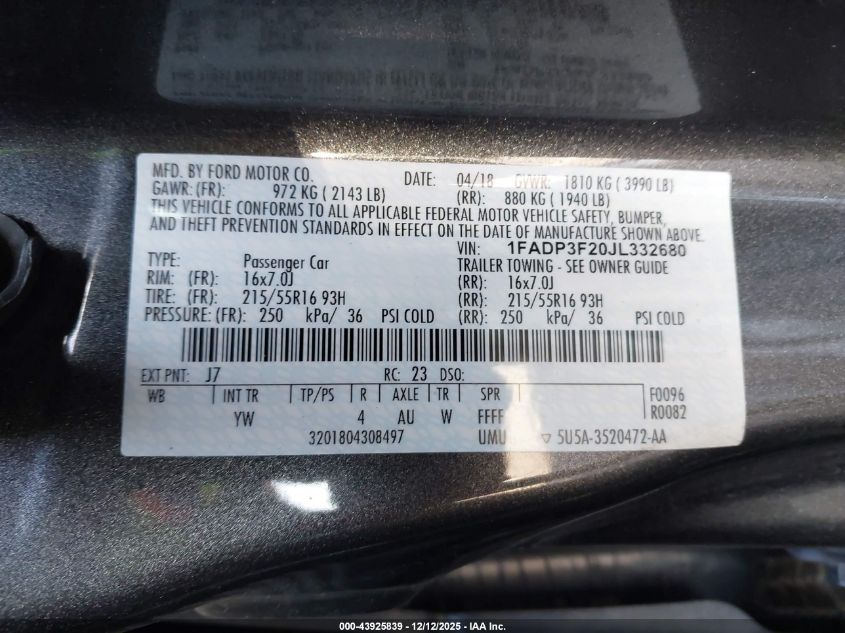 MFD. BY FORD MOTOR CO. DATE: 04/18 GVWR: 1810 KG ( 3990 LB)
GAWR: (FR): 972 KG ( 2143 LB) (RR): 880 KG ( 1940 LB)
THIS VEHICLE CONFORMS TO ALL APPLICABLE FEDERAL MOTOR VEHICLE SAFETY, BUMPER,
AND THEFT PREVENTION STANDARDS IN EFFECT ON THE DATE OF MANUFACTURE SHOWN ABOVE.
VIN: 1FADP3F20JL332680
TYPE: Passenger Car TRAILER TOWING - SEE OWNER GUIDE
RIM: (FR): 16x7.0J (RR): 16x7.0J
TIRE: (FR): 215/55R16 93H (RR): 215/55R16 93H
PRESSURE: (FR): 250 kPa/ 36 PSI COLD (RR): 250 kPa/ 36 PSI COLD
EXT PNT: J7 RC: 23 DSO:
WB INT TR TP/PS R AXLE TR SPR F0096
YW 4 AU W FFFF R0082
3201804308497 UMU ▽ 5U5A-3520472-AA
000-43925839 - 12/12/2025 - IAA Inc.